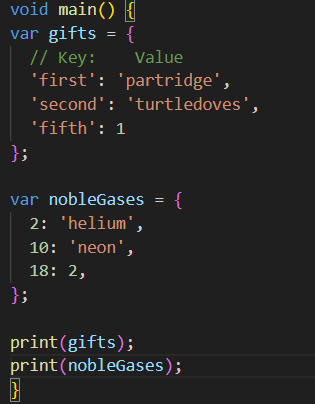 void main() {
var gifts = {
  // Key:    Value
  'first': 'partridge',
  'second': 'turtledoves',
  'fifth': 1
};

var nobleGases = {
  2: 'helium',
  10: 'neon',
  18: 2,
};

print(gifts);
print(nobleGases);
}